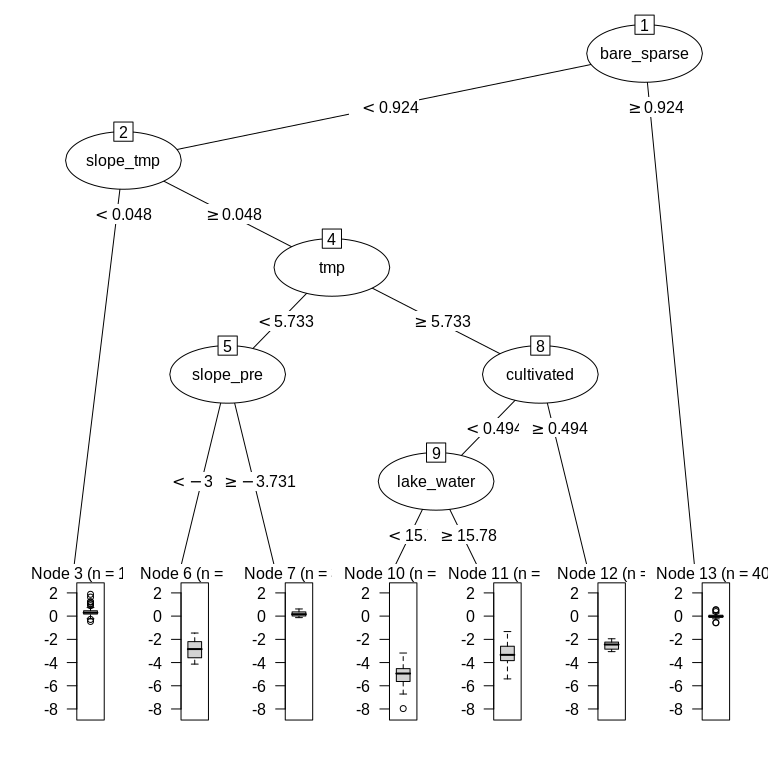 1
bare_sparse
< 0.924
≥ 0.924
2
slope_tmp
< 0.048
≥ 0.048
4
tmp
< 5.733
≥ 5.733
5
slope_pre
8
cultivated
< 0.494
≥ 0.494
9
lake_water
< −3
≥ −3.731
< 15.
≥ 15.78
Node 3 (n = 1
Node 6 (n =
Node 7 (n =
Node 10 (n =
Node 11 (n =
Node 12 (n =
Node 13 (n = 40
2 2 2 2 2 2 2
0 0 0 0 0 0 0
-2 -2 -2 -2 -2 -2 -2
-4 -4 -4 -4 -4 -4 -4
-6 -6 -6 -6 -6 -6 -6
-8 -8 -8 -8 -8 -8 -8